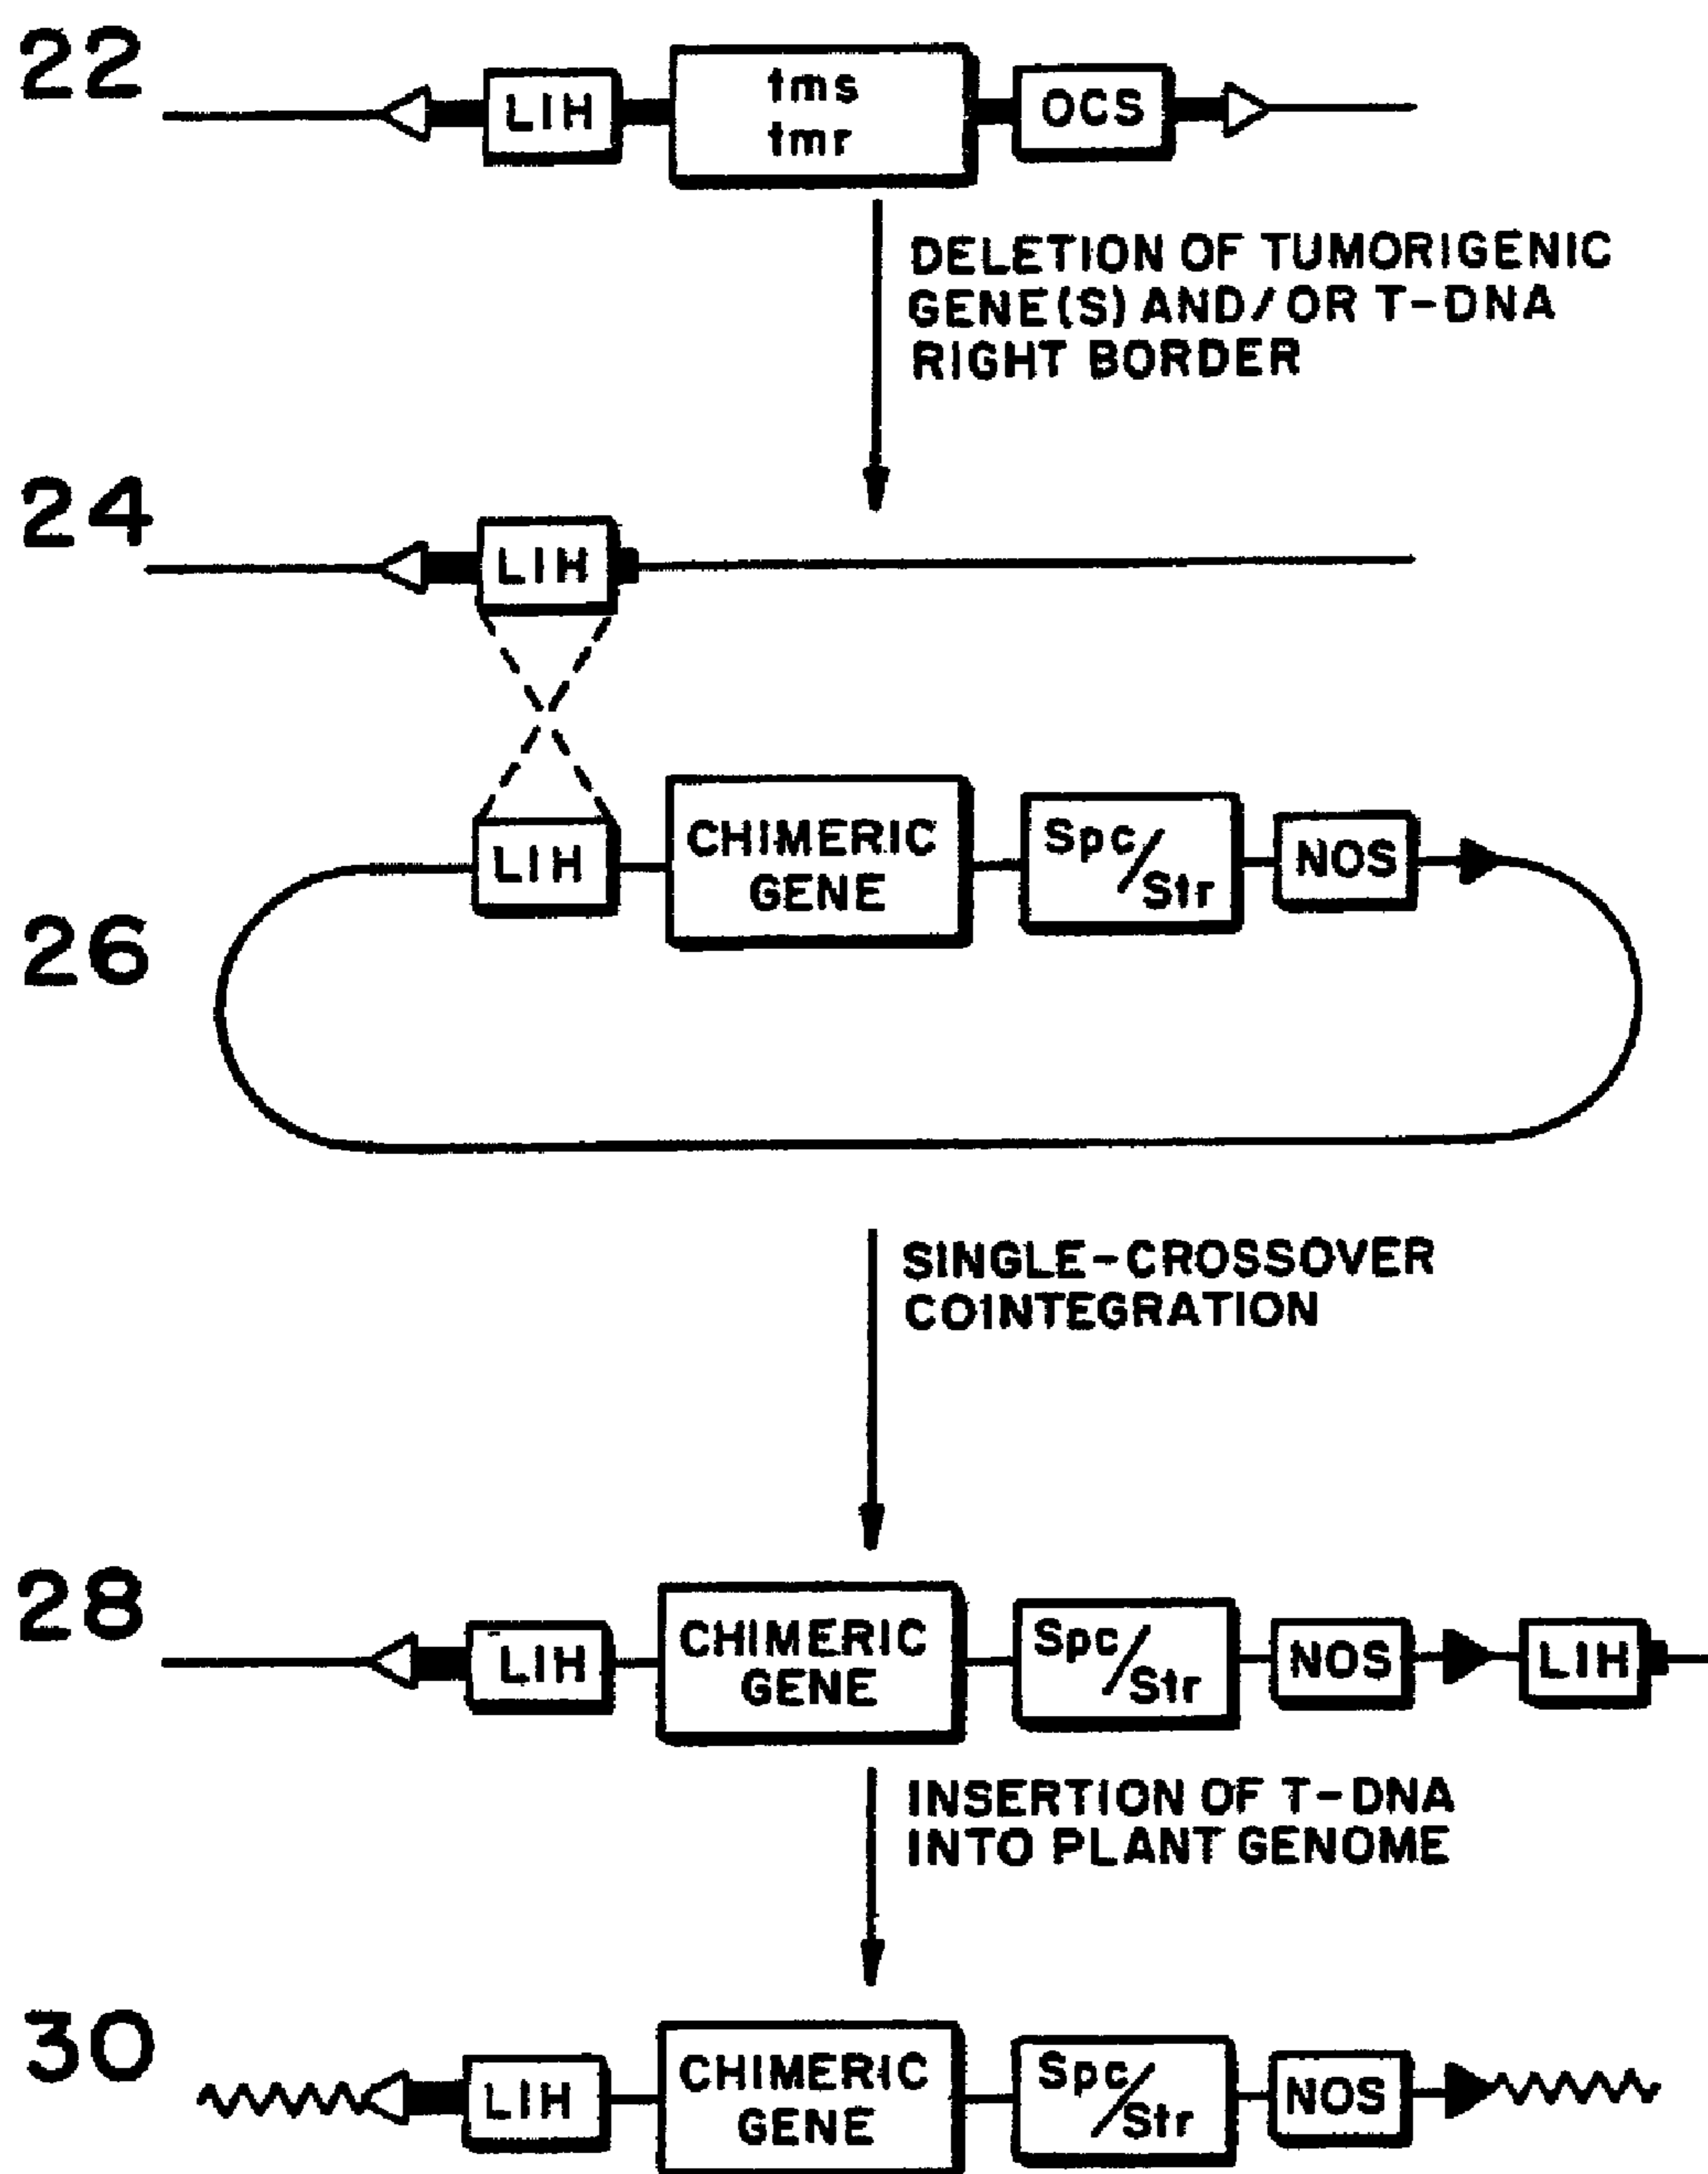 22
LIH
tms
tmr
OCS
DELETION OF TUMORIGENIC
GENE(S) AND/OR T-DNA
RIGHT BORDER
24
LIH
LIH
CHIMERIC
GENE
Spc/
Str
NOS
26
SINGLE-CROSSOVER
COINTEGRATION
28
LIH
CHIMERIC
GENE
Spc/
Str
NOS
LIH
INSERTION OF T-DNA
INTO PLANT GENOME
30
LIH
CHIMERIC
GENE
Spc/
Str
NOS